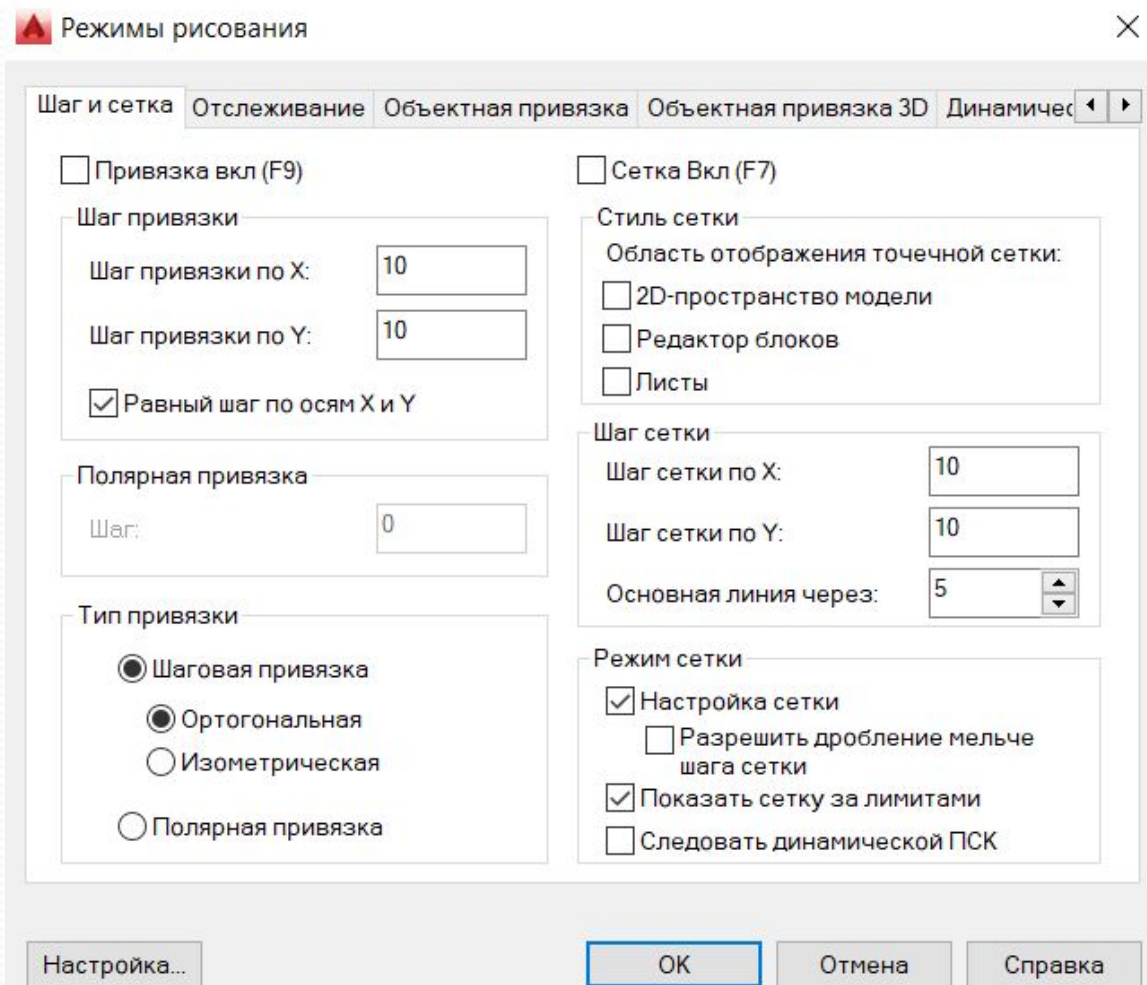 Режимы рисования
Шаг и сетка
Отслеживание
Объектная привязка
Объектная привязка 3D
Динамичес
Привязка вкл (F9)
Шаг привязки
Шаг привязки по X:
10
Шаг привязки по Y:
10
Равный шаг по осям X и Y
Полярная привязка
Шаг:
0
Тип привязки
Шаговая привязка
Ортогональная
Изометрическая
Полярная привязка
Сетка Вкл (F7)
Стиль сетки
Область отображения точечной сетки:
2D-пространство модели
Редактор блоков
Листы
Шаг сетки
Шаг сетки по X:
10
Шаг сетки по Y:
10
Основная линия через:
5
Режим сетки
Настройка сетки
Разрешить дробление мельче
шага сетки
Показать сетку за лимитами
Следовать динамической ПСК
Настройка...
OK
Отмена
Справка